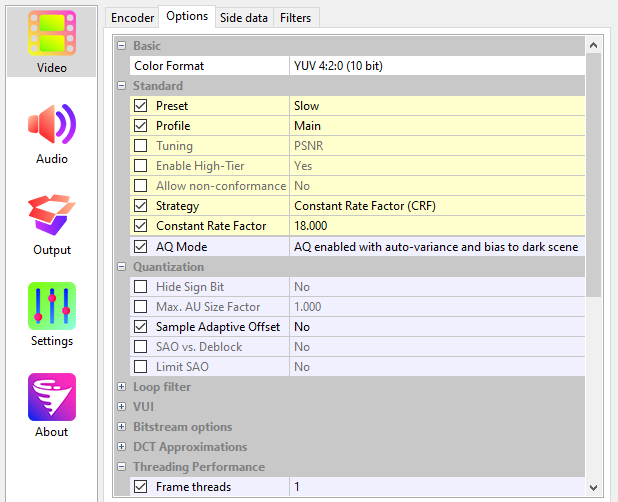 Video
Audio
Output
Settings
About
Encoder Options Side data Filters
Basic
Color Format YUV 4:2:0 (10 bit)
Standard
Preset Slow
Profile Main
Tuning PSNR
Enable High-Tier Yes
Allow non-conformance No
Strategy Constant Rate Factor (CRF)
Constant Rate Factor 18.000
AQ Mode AQ enabled with auto-variance and bias to dark scene
Quantization
Hide Sign Bit No
Max. AU Size Factor 1.000
Sample Adaptive Offset No
SAO vs. Deblock No
Limit SAO No
Loop filter
VUI
Bitstream options
DCT Approximations
Threading Performance
Frame threads 1